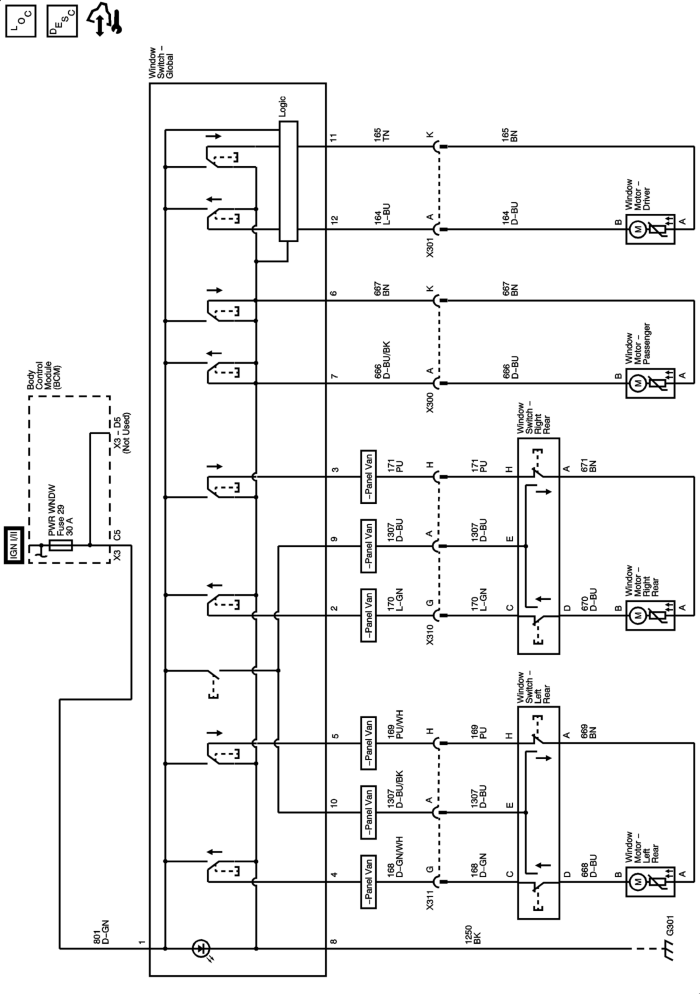 LOC
DESC
IGN I/II
Body
Control
Module
(BCM)
PWR WNDW
Fuse 29
30 A
X3 – D5
(Not Used)
X3
C5
801
D–GN
1
Window
Switch –
Global
Logic
4
10
5
2
9
3
7
6
12
11
8
–Panel Van
–Panel Van
–Panel Van
–Panel Van
–Panel Van
–Panel Van
168
D–GN/WH
1307
D–BU/BK
169
PU/WH
170
L–GN
1307
D–BU
171
PU
666
D–BU/BK
667
BN
164
L–BU
165
TN
X311
G
A
H
X310
G
A
H
X300
A
K
X301
A
K
168
D–GN
1307
D–BU
169
PU
170
L–GN
1307
D–BU
171
PU
666
D–BU
667
BN
164
D–BU
165
BN
1250
BK
C
E
H
Window
Switch –
Left
Rear
D
A
668
D–BU
669
BN
C
E
H
Window
Switch –
Right
Rear
D
A
670
D–BU
671
BN
Window
Motor –
Left
Rear
B
M
A
Window
Motor –
Right
Rear
B
M
A
Window
Motor –
Passenger
B
M
A
Window
Motor –
Driver
B
M
A
G301